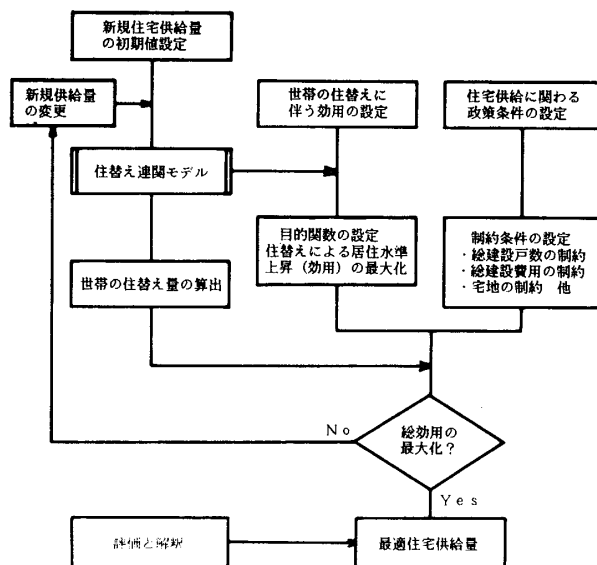 新規住宅供給量
の初期値設定
新規供給量
の変更
世帯の住替えに
伴う効用の設定
住宅供給に関わる
政策条件の設定
住替え連関モデル
目的関数の設定
住替えによる居住水準
上昇（効用）の最大化
制約条件の設定
・総建設戸数の制約
・総建設費用の制約
・宅地の制約 他
世帯の住替え量の算出
No
総効用の
最大化？
Yes
評価と解釈
最適住宅供給量